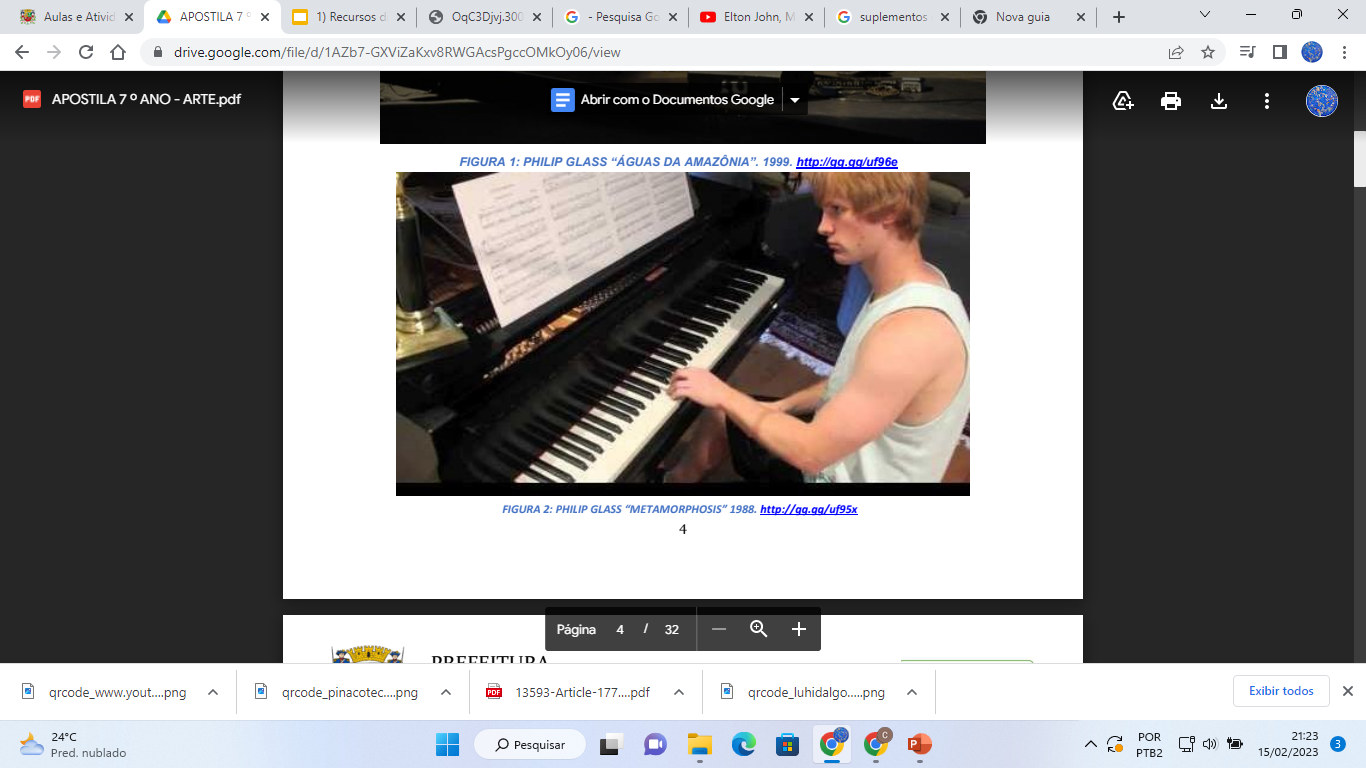 Aulas e Ativid
APOSTILA 7 º
1) Recursos d
OqC3Djvj.300
- Pesquisa Go
Elton John, M
suplementos
Nova guia
drive.google.com/file/d/1AZb7-GXViZaKxv8RWGAcsPgccOMkOy06/view
PDF
APOSTILA 7 º ANO - ARTE.pdf
Abrir com o Documentos Google
FIGURA 1: PHILIP GLASS “ÁGUAS DA AMAZÔNIA”. 1999. http://gg.gg/uf96e
FIGURA 2: PHILIP GLASS “METAMORPHOSIS” 1988. http://gg.gg/uf95x
4
Página 4 / 32
PREFEITURA
qrcode_www.yout....png
qrcode_pinacotec....png
PDF
13593-Article-177....pdf
qrcode_luhidalgo.....png
Exibir todos
24°C
Pred. nublado
Pesquisar
C
P
POR
PTB2
21:23
15/02/2023
3